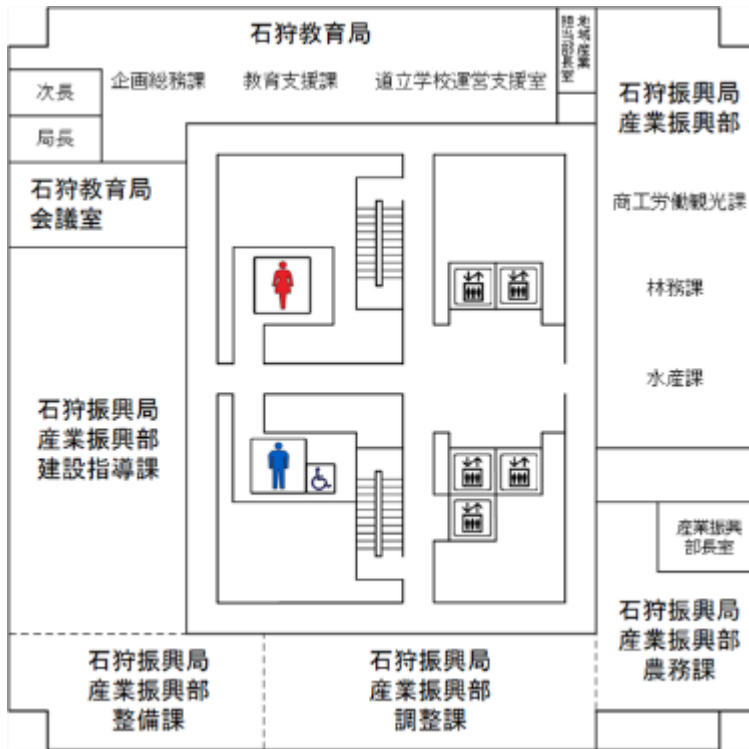 石狩教育局
企画総務課
教育支援課
道立学校運営支援室
地域産業
担当部長室
次長
局長
石狩教育局
会議室
石狩振興局
産業振興部
商工労働観光課
林務課
水産課
石狩振興局
産業振興部
建設指導課
産業振興
部長室
石狩振興局
産業振興部
農務課
石狩振興局
産業振興部
整備課
石狩振興局
産業振興部
調整課